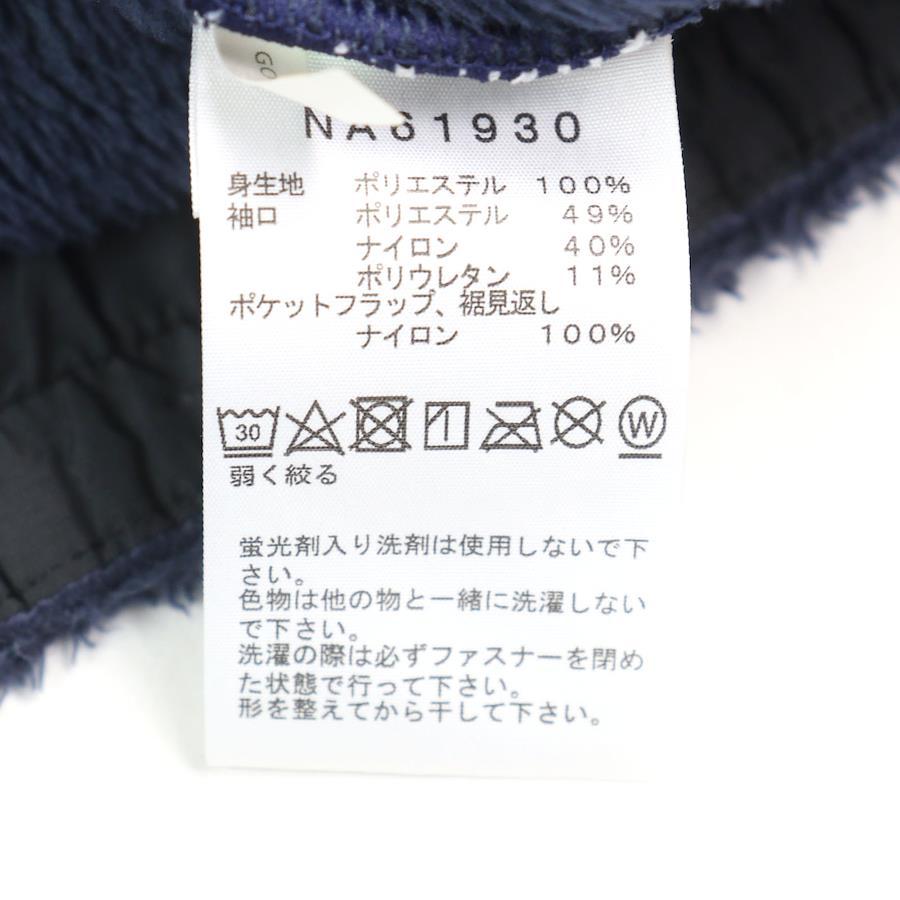 GO
NA61930
身生地 ポリエステル 100%
袖口 ポリエステル 49%
ナイロン 40%
ポリウレタン 11%
ポケットフラップ、裾見返し
ナイロン 100%
30 W
弱く絞る
蛍光剤入り洗剤は使用しないで下
さい。
色物は他の物と一緒に洗濯しない
で下さい。
洗濯の際は必ずファスナーを閉め
た状態で行って下さい。
形を整えてから干して下さい。